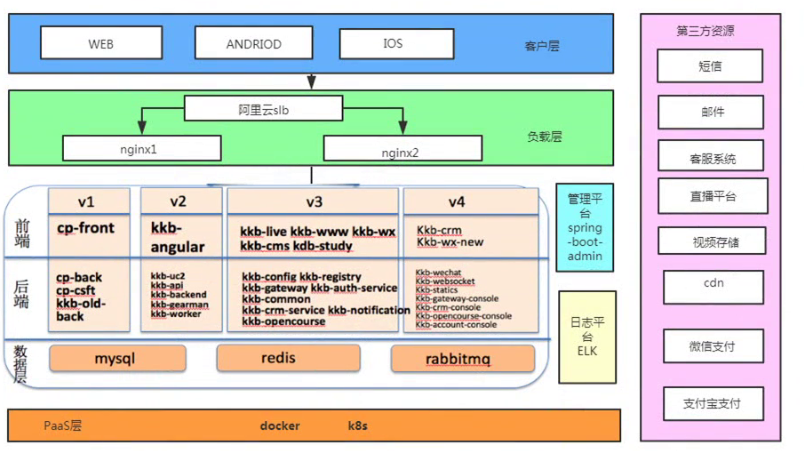 WEB
ANDRIOD
IOS
客户层
阿里云slb
负载层
nginx1
nginx2
v1
v2
v3
v4
前端
cp-front
kkb-
angular
kkb-live kkb-www kkb-wx
kkb-cms kdb-study
Kkb-crm
Kkb-wx-new
后端
cp-back
cp-csft
kkb-old-
back
kkb-uc2
kkb-api
kkb-backend
kkb-gearman
kkb-worker
kkb-config kkb-registry
kkb-gateway kkb-auth-service
kkb-common
kkb-crm-service kkb-notification
kkb-opencourse
Kkb-wechat
Kkb-websocket
Kkb-statics
Kkb-gateway-console
Kkb-crm-console
Kkb-opencourse-console
Kkb-account-console
数据层
mysql
redis
rabbitmq
管理平
台
spring
-boot-
admin
日志平
台
ELK
PaaS层
docker
k8s
第三方资源
短信
邮件
客服系统
直播平台
视频存储
cdn
微信支付
支付宝支付